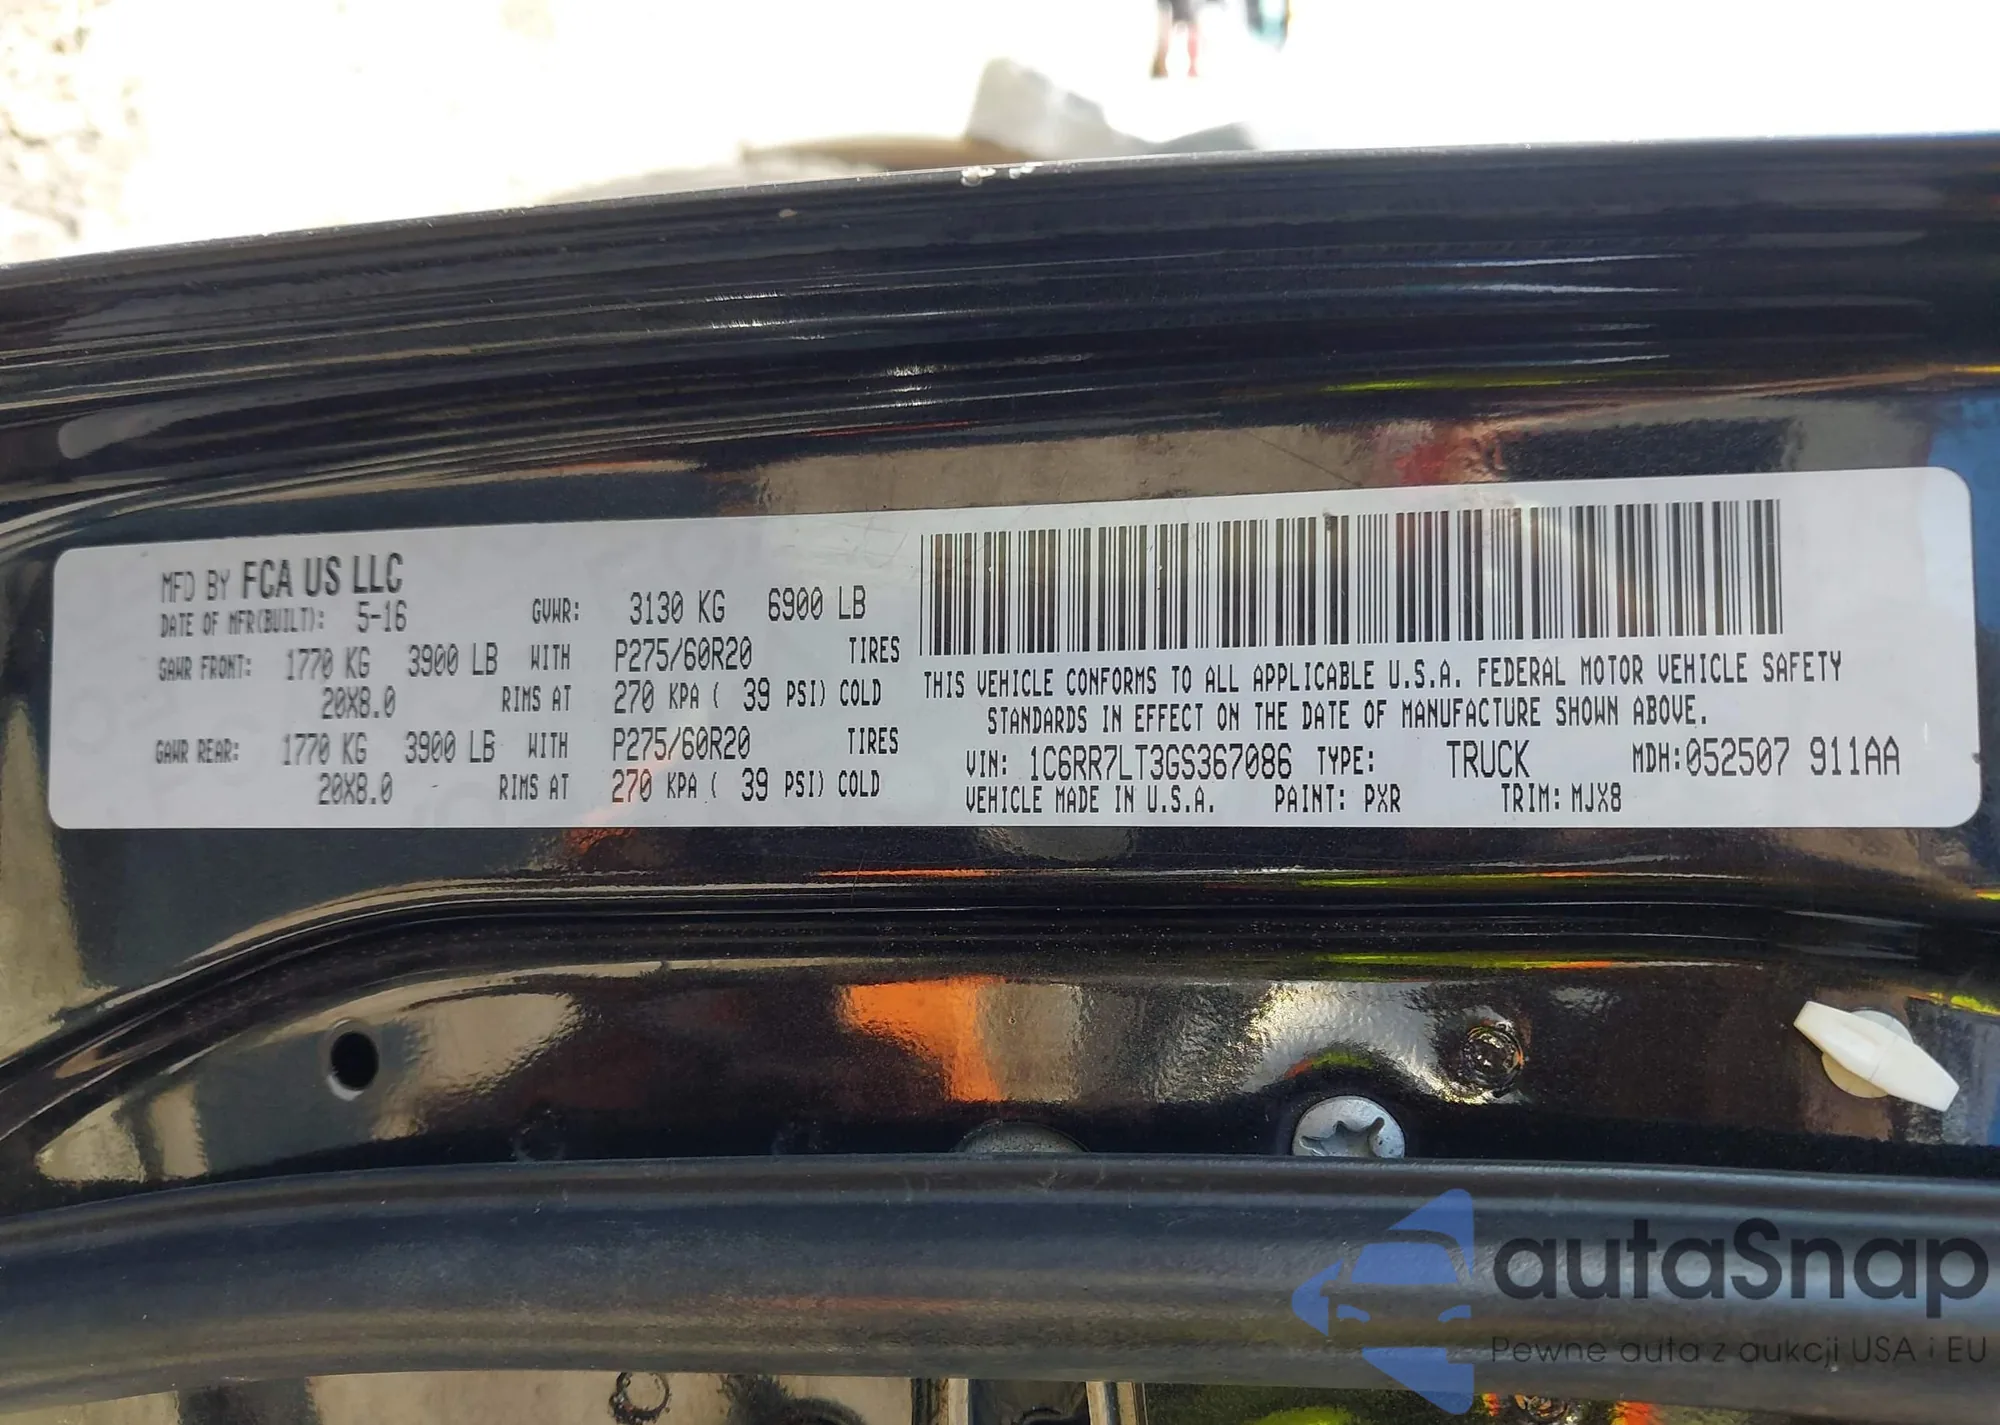 MFD BY FCA US LLC
DATE OF MFR(BUILT): 5-16 GVWR: 3130 KG 6900 LB
GAWR FRONT: 1770 KG 3900 LB WITH P275/60R20 TIRES
20X8.0 RIMS AT 270 KPA ( 39 PSI) COLD
GAWR REAR: 1770 KG 3900 LB WITH P275/60R20 TIRES
20X8.0 RIMS AT 270 KPA ( 39 PSI) COLD
THIS VEHICLE CONFORMS TO ALL APPLICABLE U.S.A. FEDERAL MOTOR VEHICLE SAFETY
STANDARDS IN EFFECT ON THE DATE OF MANUFACTURE SHOWN ABOVE.
VIN: 1C6RR7LT3GS367086 TYPE: TRUCK MDH:052507 911AA
VEHICLE MADE IN U.S.A. PAINT: PXR TRIM: MJX8
autaSnap
Pewne auta z aukcji USA i EU